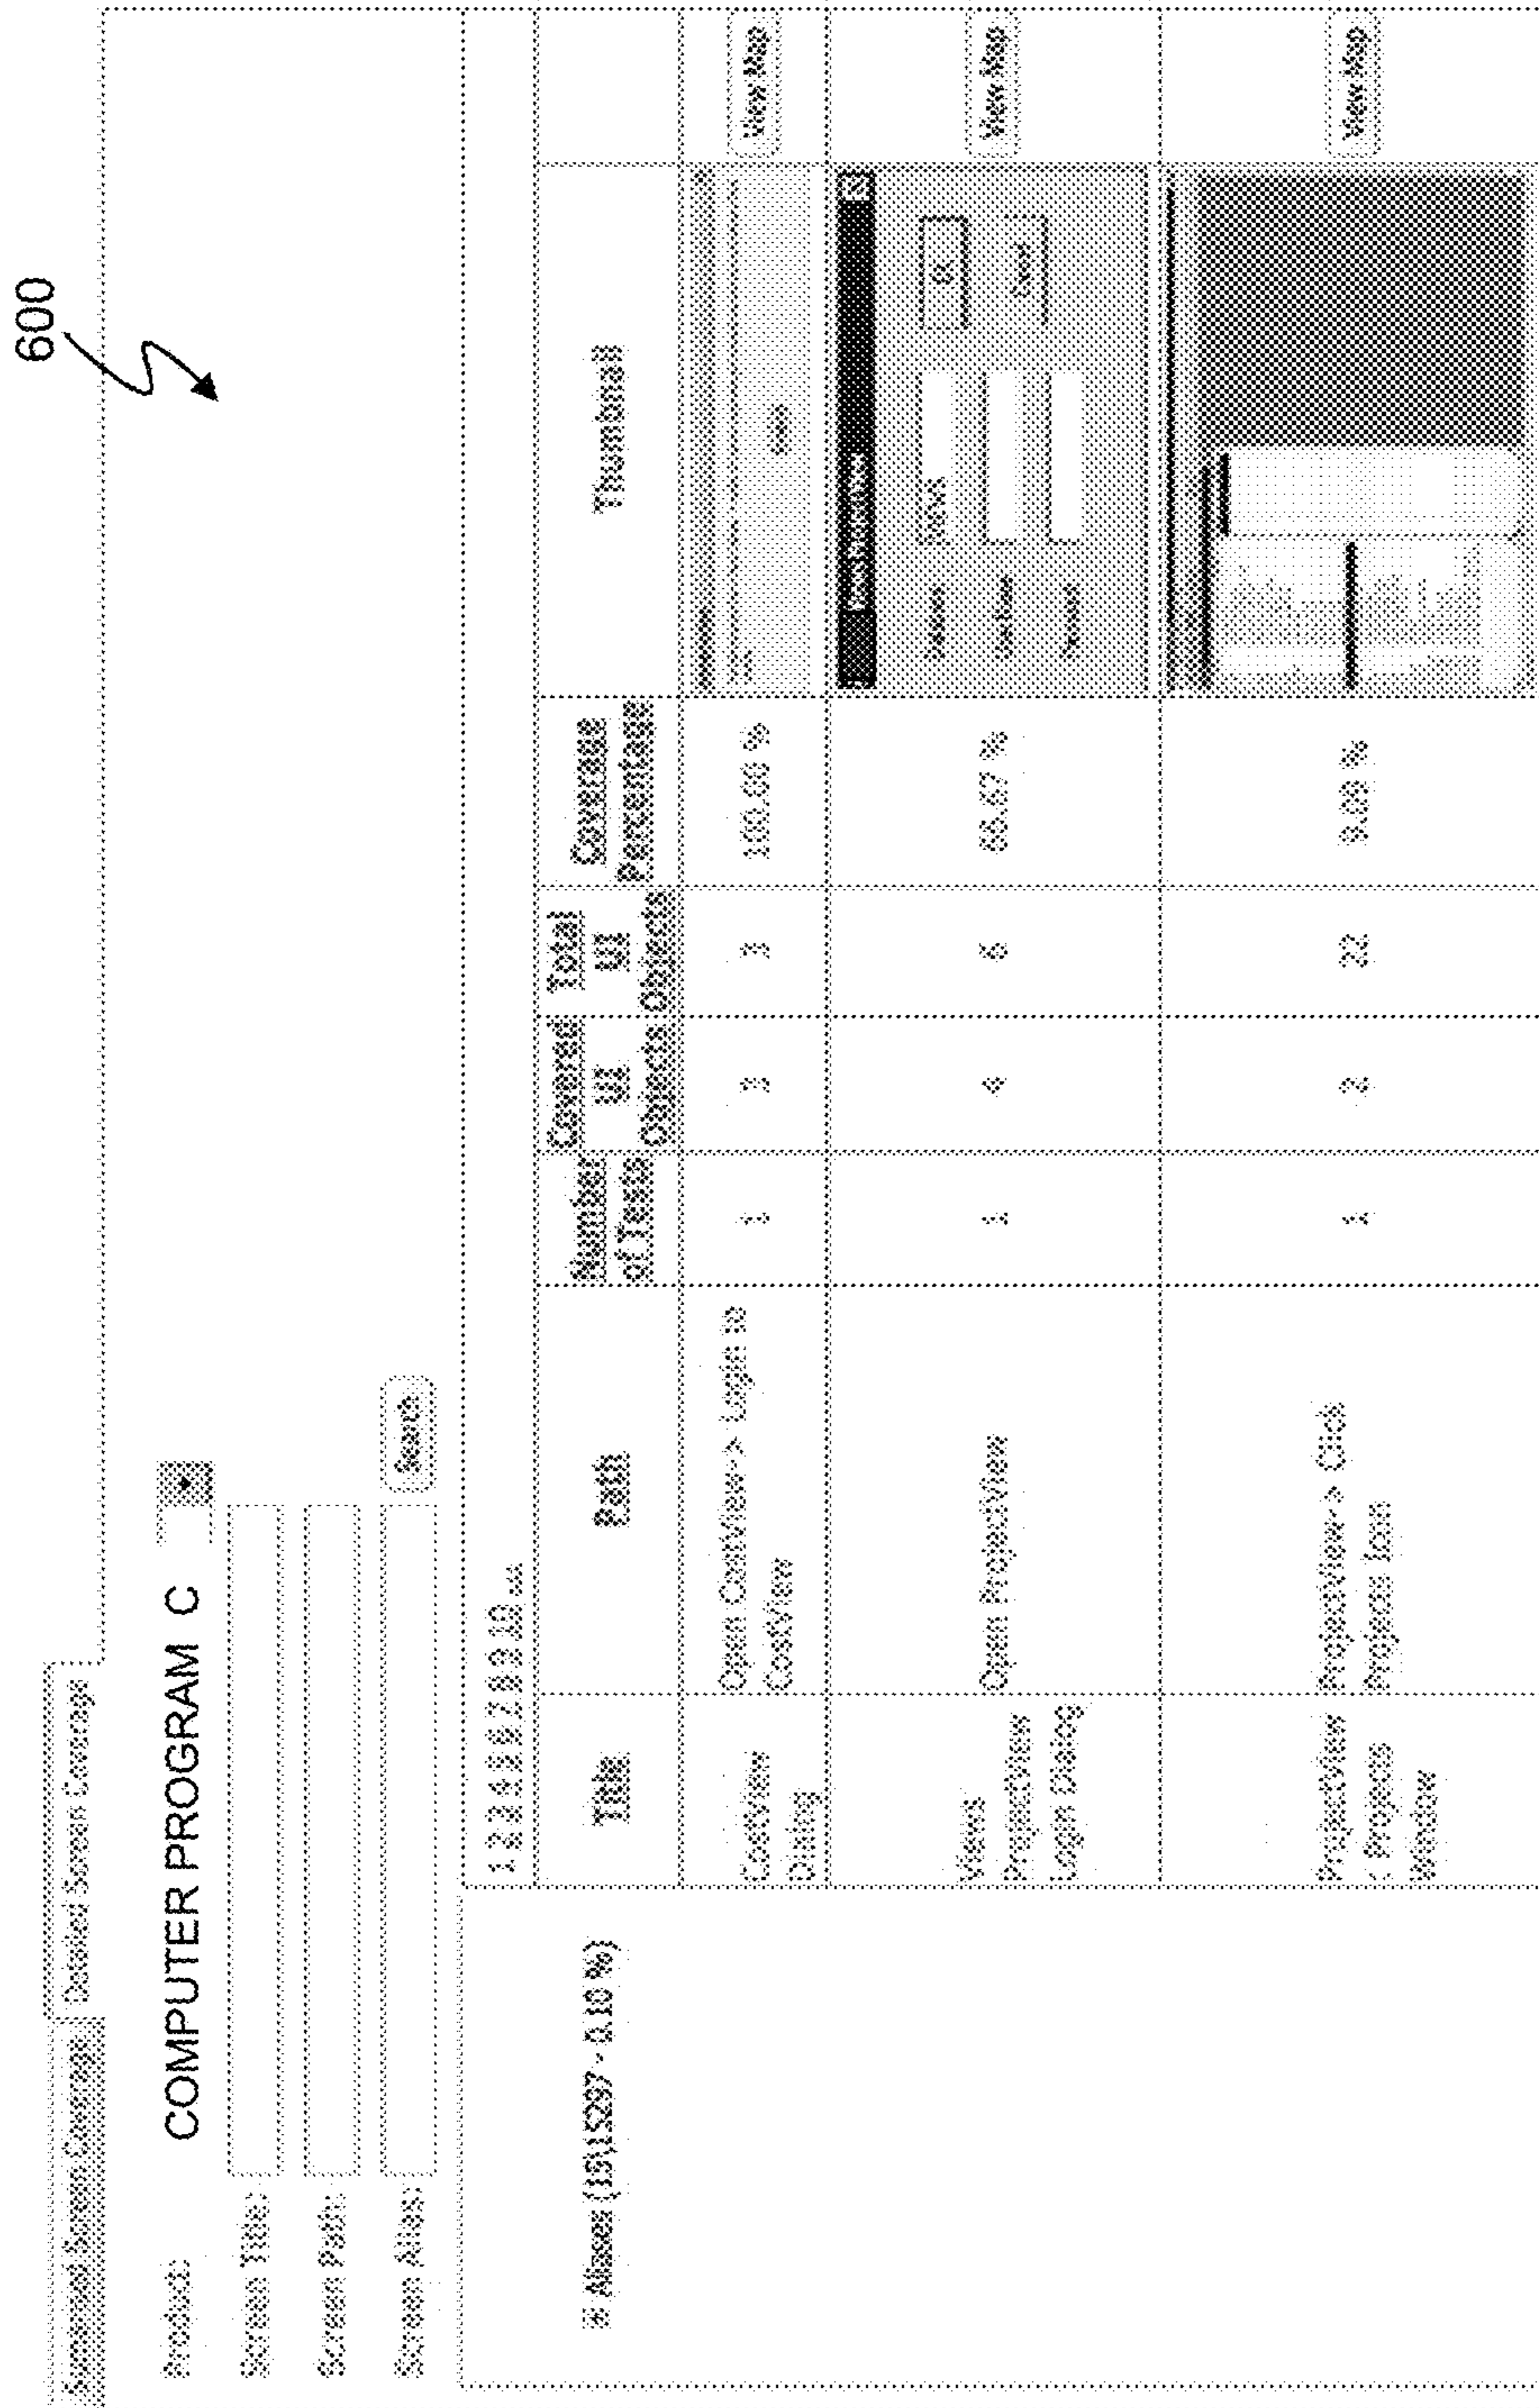 600
Summarized Screen Coverage Detailed Screen Coverage
Product: COMPUTER PROGRAM C
Screen Title:
Screen Path:
Screen Alias: Search
1 2 3 4 5 6 7 8 9 10 ...
Aliases (15\15297 - 0.10 %)
Title Path Number of Tests Covered UI Objects Total UI Objects Coverage Percentage Thumbnail
CostView Dialog Open CostView-> Login to CostView 1 3 3 100.00 % View Map
Views ProjectView Login Dialog Open ProjectView 1 4 6 66.67 % View Map
OK
ProjectView : Projects Window ProjectView-> Click Projects Icon 1 2 22 9.09 % View Map